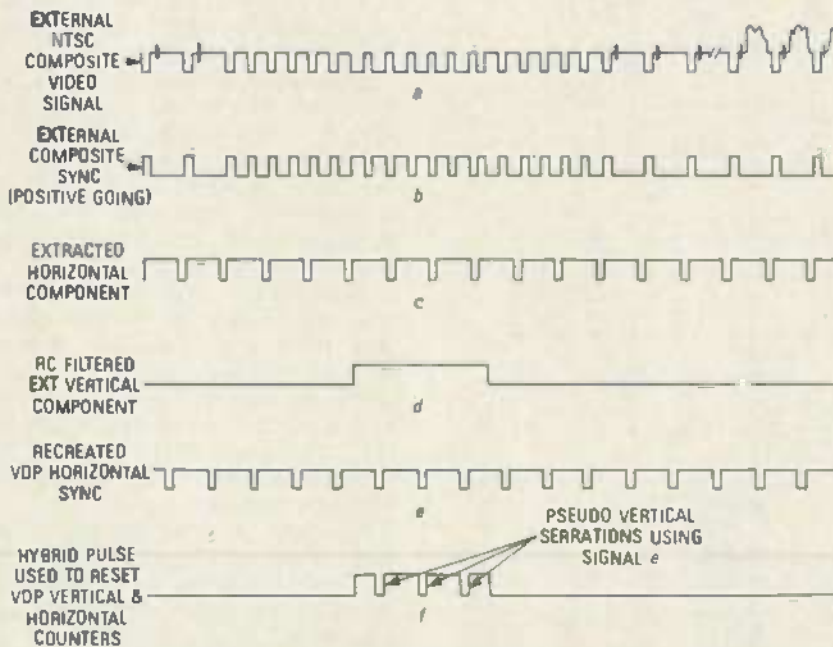 EXTERNAL
NTSC
COMPOSITE
VIDEO
SIGNAL
a
EXTERNAL
COMPOSITE
SYNC
(POSITIVE GOING)
b
EXTRACTED
HORIZONTAL
COMPONENT
c
RC FILTERED
EXT VERTICAL
COMPONENT
d
RECREATED
VDP HORIZONTAL
SYNC
e
PSEUDO VERTICAL
SERRATIONS USING
SIGNAL e
HYBRID PULSE
USED TO RESET
VDP VERTICAL &
HORIZONTAL
COUNTERS
f